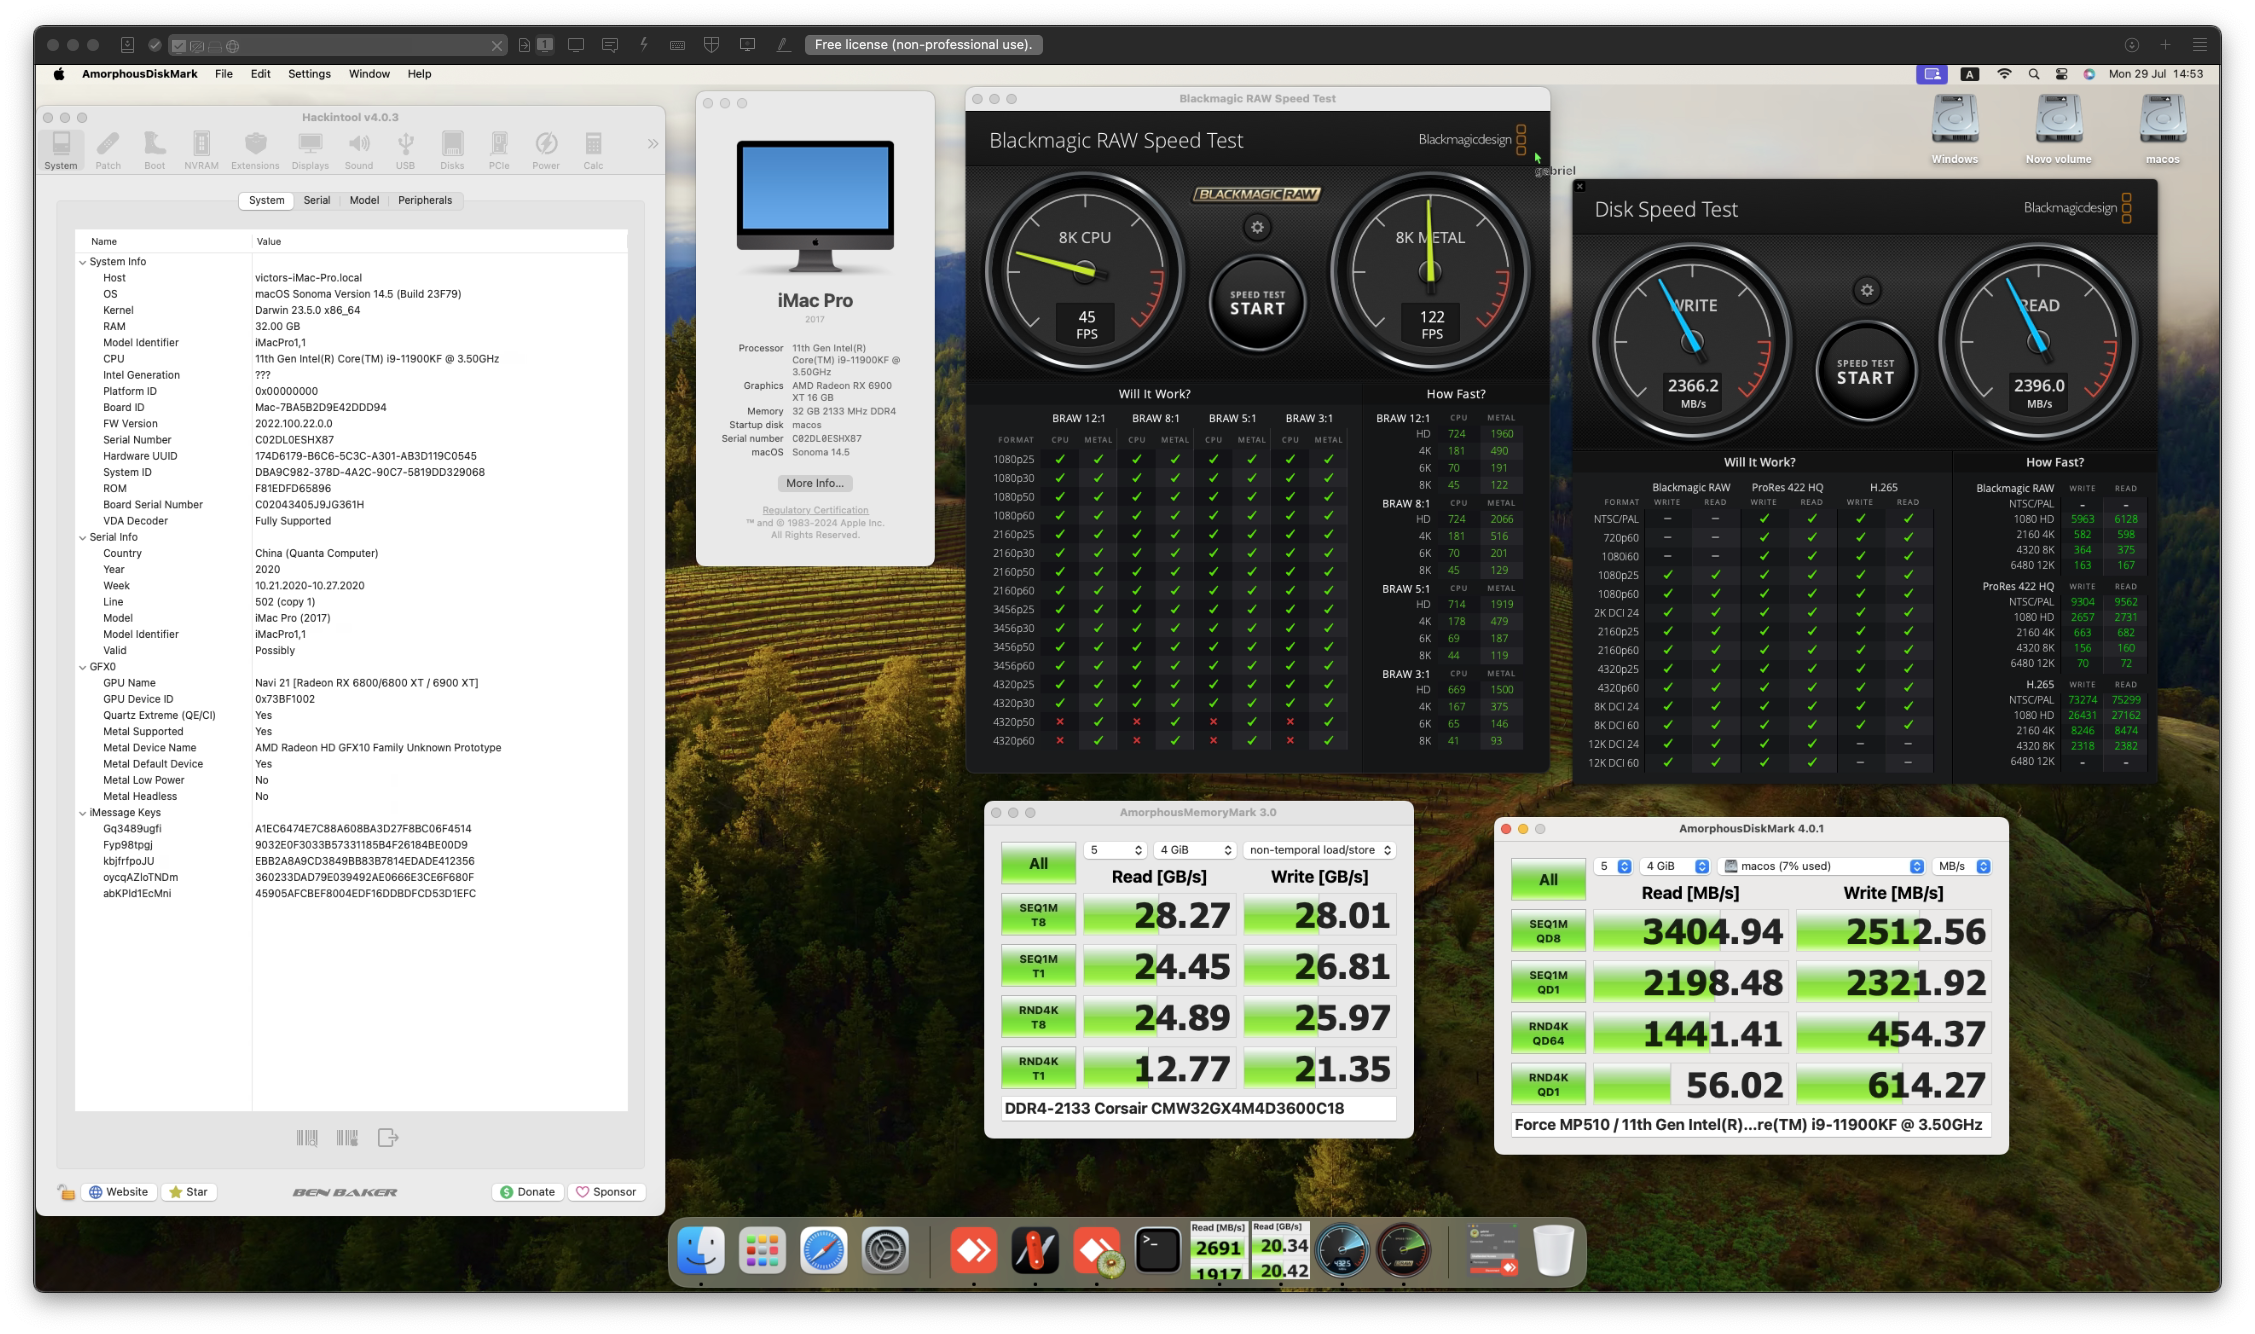 Free license (non-professional use).
1
AmorphousDiskMark File Edit Settings Window Help
A Mon 29 Jul 14:53
Hackintool v4.0.3
System Patch Boot NVRAM Extensions Displays Sound USB Disks PCIe Power Calc
System Serial Model Peripherals
Name Value
System Info
Host victors-iMac-Pro.local
OS macOS Sonoma Version 14.5 (Build 23F79)
Kernel Darwin 23.5.0 x86_64
RAM 32.00 GB
Model Identifier iMacPro1,1
CPU 11th Gen Intel(R) Core(TM) i9-11900KF @ 3.50GHz
Intel Generation ???
Platform ID 0x00000000
Board ID Mac-7BA5B2D9E42DDD94
FW Version 2022.100.22.0.0
Serial Number C02DL0ESHX87
Hardware UUID 174D6179-B6C6-5C3C-A301-AB3D119C0545
System ID DBA9C982-378D-4A2C-90C7-5819DD329068
ROM F81EDFD65896
Board Serial Number C02043405J9JG361H
VDA Decoder Fully Supported
Serial Info
Country China (Quanta Computer)
Year 2020
Week 10.21.2020-10.27.2020
Line 502 (copy 1)
Model iMac Pro (2017)
Model Identifier iMacPro1,1
Valid Possibly
GFX0
GPU Name Navi 21 [Radeon RX 6800/6800 XT / 6900 XT]
GPU Device ID 0x73BF1002
Quartz Extreme (QE/CI) Yes
Metal Supported Yes
Metal Device Name AMD Radeon HD GFX10 Family Unknown Prototype
Metal Default Device Yes
Metal Low Power No
Metal Headless No
iMessage Keys
Gq3489ugfi A1EC6474E7C88A608BA3D27F8BC06F4514
Fyp98tpgj 9032E0F3033B57331185B4F26184BE00D9
kbjfrfpoJU EBB2A8A9CD3849BB83B7814EDADE412356
oycqAZloTNDm 360233DAD79E039492AE0666E3CE6F680F
abKPld1EcMni 45905AFCBEF8004EDF16DDBDFCD53D1EFC
Website Star BEN BAKER Donate Sponsor
iMac Pro
2017
Processor 11th Gen Intel(R)
Core(TM) i9-11900KF @
3.50GHz
Graphics AMD Radeon RX 6900
XT 16 GB
Memory 32 GB 2133 MHz DDR4
Startup disk macos
Serial number C02DL0ESHX87
macOS Sonoma 14.5
More Info...
Regulatory Certification
™ and © 1983-2024 Apple Inc.
All Rights Reserved.
Blackmagic RAW Speed Test
Blackmagic RAW Speed Test Blackmagicdesign
BLACKMAGIC RAW
8K CPU 8K METAL
SPEED TEST
START
45 FPS
122 FPS
Will It Work? How Fast?
BRAW 12:1 BRAW 8:1 BRAW 5:1 BRAW 3:1
FORMAT CPU METAL CPU METAL CPU METAL CPU METAL
1080p25 ✓ ✓ ✓ ✓ ✓ ✓ ✓ ✓
1080p30 ✓ ✓ ✓ ✓ ✓ ✓ ✓ ✓
1080p50 ✓ ✓ ✓ ✓ ✓ ✓ ✓ ✓
1080p60 ✓ ✓ ✓ ✓ ✓ ✓ ✓ ✓
2160p25 ✓ ✓ ✓ ✓ ✓ ✓ ✓ ✓
2160p30 ✓ ✓ ✓ ✓ ✓ ✓ ✓ ✓
2160p50 ✓ ✓ ✓ ✓ ✓ ✓ ✓ ✓
2160p60 ✓ ✓ ✓ ✓ ✓ ✓ ✓ ✓
3456p25 ✓ ✓ ✓ ✓ ✓ ✓ ✓ ✓
3456p30 ✓ ✓ ✓ ✓ ✓ ✓ ✓ ✓
3456p50 ✓ ✓ ✓ ✓ ✓ ✓ ✓ ✓
3456p60 ✓ ✓ ✓ ✓ ✓ ✓ ✓ ✓
4320p25 ✓ ✓ ✓ ✓ ✓ ✓ ✓ ✓
4320p30 ✓ ✓ ✓ ✓ ✓ ✓ ✓ ✓
4320p50 × ✓ × ✓ × ✓ × ✓
4320p60 × ✓ × ✓ × ✓ × ✓
BRAW 12:1 CPU METAL
HD 724 1960
4K 181 490
6K 70 191
8K 45 122
BRAW 8:1 CPU METAL
HD 724 2066
4K 181 516
6K 70 201
8K 45 129
BRAW 5:1 CPU METAL
HD 714 1919
4K 178 479
6K 69 187
8K 44 119
BRAW 3:1 CPU METAL
HD 669 1500
4K 167 375
6K 65 146
8K 41 93
gabriel
Windows Novo volume macos
Disk Speed Test Blackmagicdesign
WRITE READ
SPEED TEST
START
2366.2 MB/s
2396.0 MB/s
Will It Work? How Fast?
Blackmagic RAW ProRes 422 HQ H.265
FORMAT WRITE READ WRITE READ WRITE READ
NTSC/PAL – – ✓ ✓ ✓ ✓
720p60 – – ✓ ✓ ✓ ✓
1080i60 – – ✓ ✓ ✓ ✓
1080p25 ✓ ✓ ✓ ✓ ✓ ✓
1080p60 ✓ ✓ ✓ ✓ ✓ ✓
2K DCI 24 ✓ ✓ ✓ ✓ ✓ ✓
2160p25 ✓ ✓ ✓ ✓ ✓ ✓
2160p60 ✓ ✓ ✓ ✓ ✓ ✓
4320p25 ✓ ✓ ✓ ✓ ✓ ✓
4320p60 ✓ ✓ ✓ ✓ ✓ ✓
8K DCI 24 ✓ ✓ ✓ ✓ ✓ ✓
8K DCI 60 ✓ ✓ ✓ ✓ ✓ ✓
12K DCI 24 ✓ ✓ ✓ ✓ – –
12K DCI 60 ✓ ✓ ✓ ✓ – –
Blackmagic RAW WRITE READ
NTSC/PAL - -
1080 HD 5963 6128
2160 4K 582 598
4320 8K 364 375
6480 12K 163 167
ProRes 422 HQ WRITE READ
NTSC/PAL 9304 9562
1080 HD 2657 2731
2160 4K 663 682
4320 8K 156 160
6480 12K 70 72
H.265 WRITE READ
NTSC/PAL 73274 75299
1080 HD 26431 27162
2160 4K 8246 8474
4320 8K 2318 2382
6480 12K - -
AmorphousMemoryMark 3.0
All 5 4 GiB non-temporal load/store
Read [GB/s] Write [GB/s]
SEQ1M T8 28.27 28.01
SEQ1M T1 24.45 26.81
RND4K T8 24.89 25.97
RND4K T1 12.77 21.35
DDR4-2133 Corsair CMW32GX4M4D3600C18
AmorphousDiskMark 4.0.1
All 5 4 GiB macos (7% used) MB/s
Read [MB/s] Write [MB/s]
SEQ1M QD8 3404.94 2512.56
SEQ1M QD1 2198.48 2321.92
RND4K QD64 1441.41 454.37
RND4K QD1 56.02 614.27
Force MP510 / 11th Gen Intel(R)...re(TM) i9-11900KF @ 3.50GHz
Read [MB/s] Read [GB/s]
2691 20.34
1917 20.42